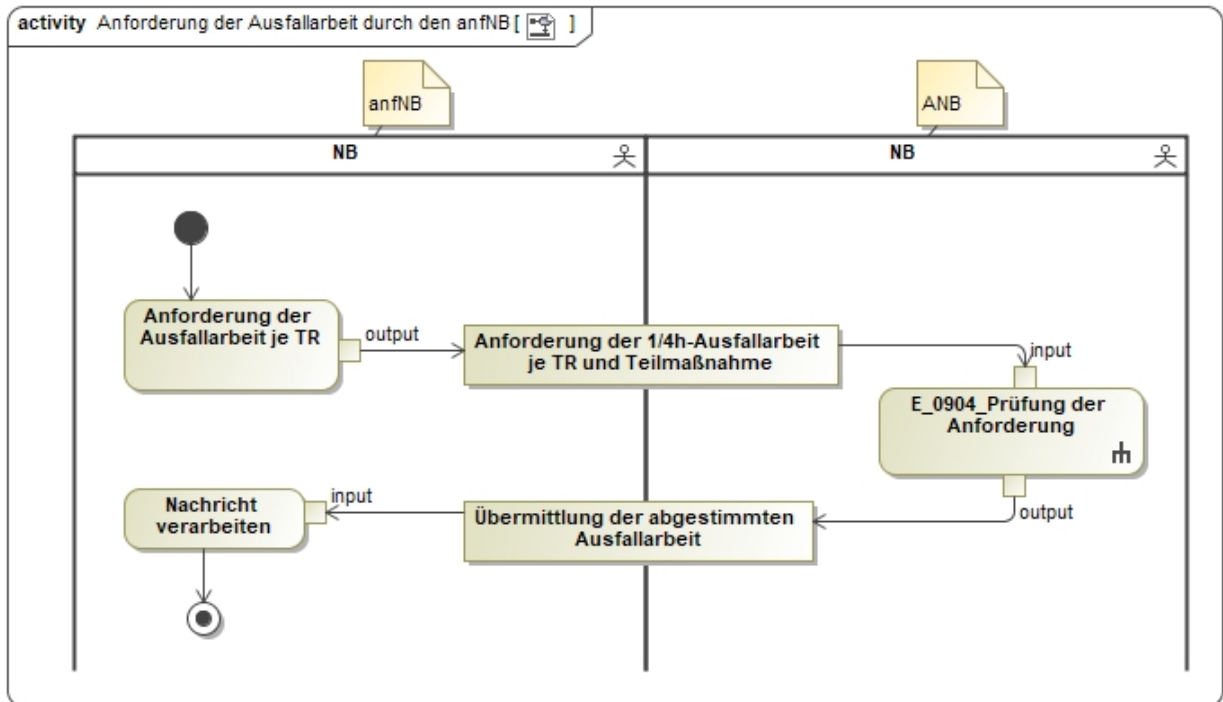 activity Anforderung der Ausfallarbeit durch den anfNB [ ]
anfNB
ANB
NB
NB
Anforderung der
Ausfallarbeit je TR
output
Anforderung der 1/4h-Ausfallarbeit
je TR und Teilmaßnahme
input
E_0904_Prüfung der
Anforderung
Nachricht
verarbeiten
input
Übermittlung der abgestimmten
Ausfallarbeit
output